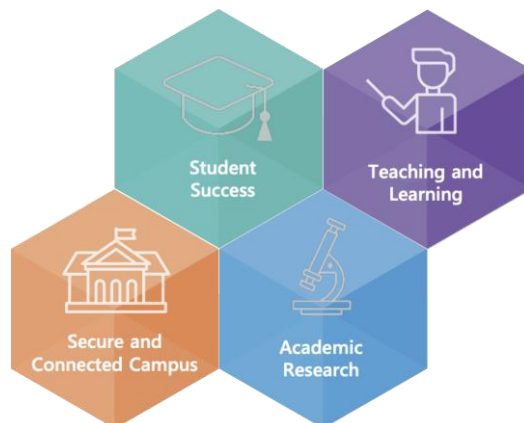 Student
Success
Teaching and
Learning
Secure and
Connected Campus
Academic
Research